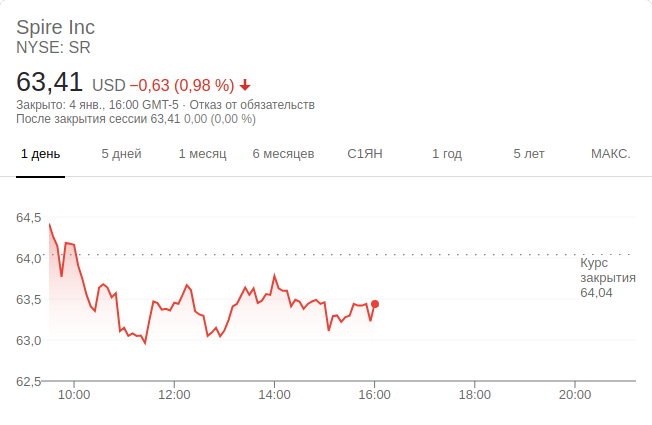 Spire Inc
NYSE: SR
63,41 USD −0,63 (0,98 %)
Закрыто: 4 янв., 16:00 GMT-5 · Отказ от обязательств
После закрытия сессии 63,41 0,00 (0,00 %)
1 день 5 дней 1 месяц 6 месяцев С1ЯН 1 год 5 лет МАКС.
64,5
64,0
63,5
63,0
62,5
Курс
закрытия
64,04
10:00 12:00 14:00 16:00 18:00 20:00